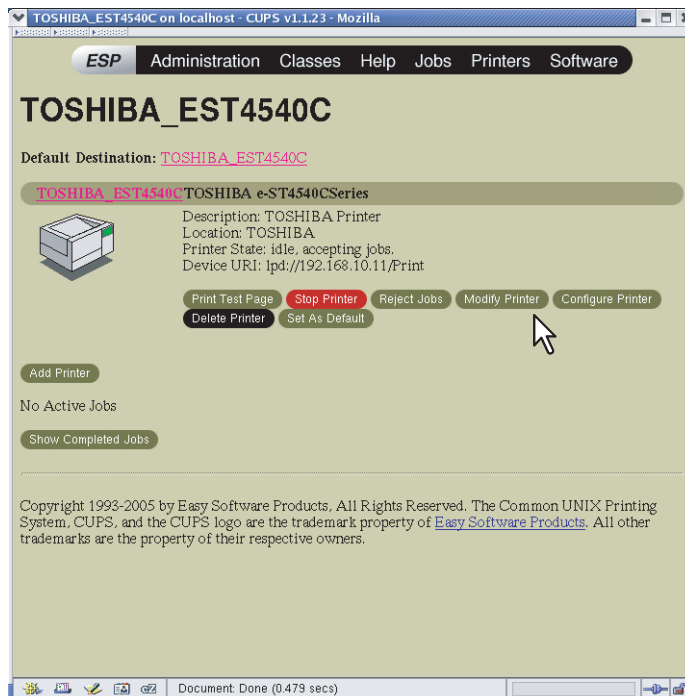 TOSHIBA_EST4540C on localhost - CUPS v1.1.23 - Mozilla
ESP Administration Classes Help Jobs Printers Software
TOSHIBA_EST4540C
Default Destination: TOSHIBA_EST4540C
TOSHIBA_EST4540C TOSHIBA e-ST4540CSeries
Description: TOSHIBA Printer
Location: TOSHIBA
Printer State: idle, accepting jobs.
Device URI: lpd://192.168.10.11/Print
Print Test Page Stop Printer Reject Jobs Modify Printer Configure Printer
Delete Printer Set As Default
Add Printer
No Active Jobs
Show Completed Jobs
Copyright 1993-2005 by Easy Software Products, All Rights Reserved. The Common UNIX Printing
System, CUPS, and the CUPS logo are the trademark property of Easy Software Products. All other
trademarks are the property of their respective owners.
Document: Done (0.479 secs)